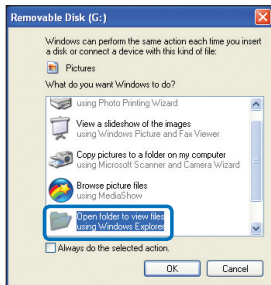 Removable Disk (G:)
Windows can perform the same action each time you insert
a disk or connect a device with this kind of file:
Pictures
What do you want Windows to do?
using Photo Printing Wizard
View a slideshow of the images
using Windows Picture and Fax Viewer
Copy pictures to a folder on my computer
using Microsoft Scanner and Camera Wizard
Browse picture files
using MediaShow
Open folder to view files
using Windows Explorer
Always do the selected action.
OK
Cancel